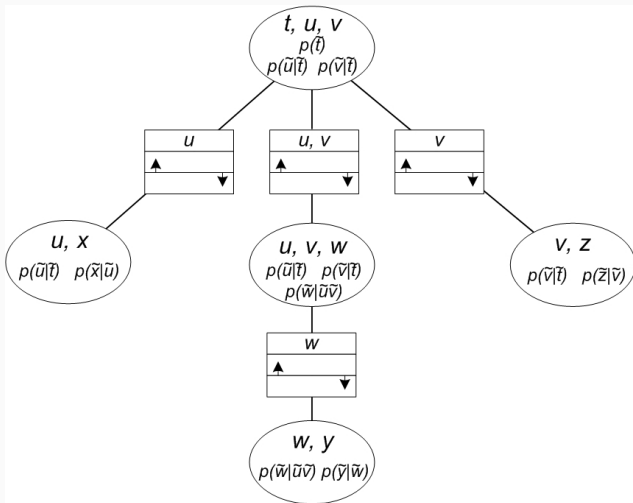 t, u, v
p(t̃)
p(ũ|t̃) p(ṽ|t̃)
u
u, v
v
u, x
p(ũ|t̃) p(x̃|ũ)
u, v, w
p(ũ|t̃) p(ṽ|t̃)
p(w̃|ũṽ)
v, z
p(ṽ|t̃) p(z̃|ṽ)
w
w, y
p(w̃|ũṽ) p(ỹ|w̃)